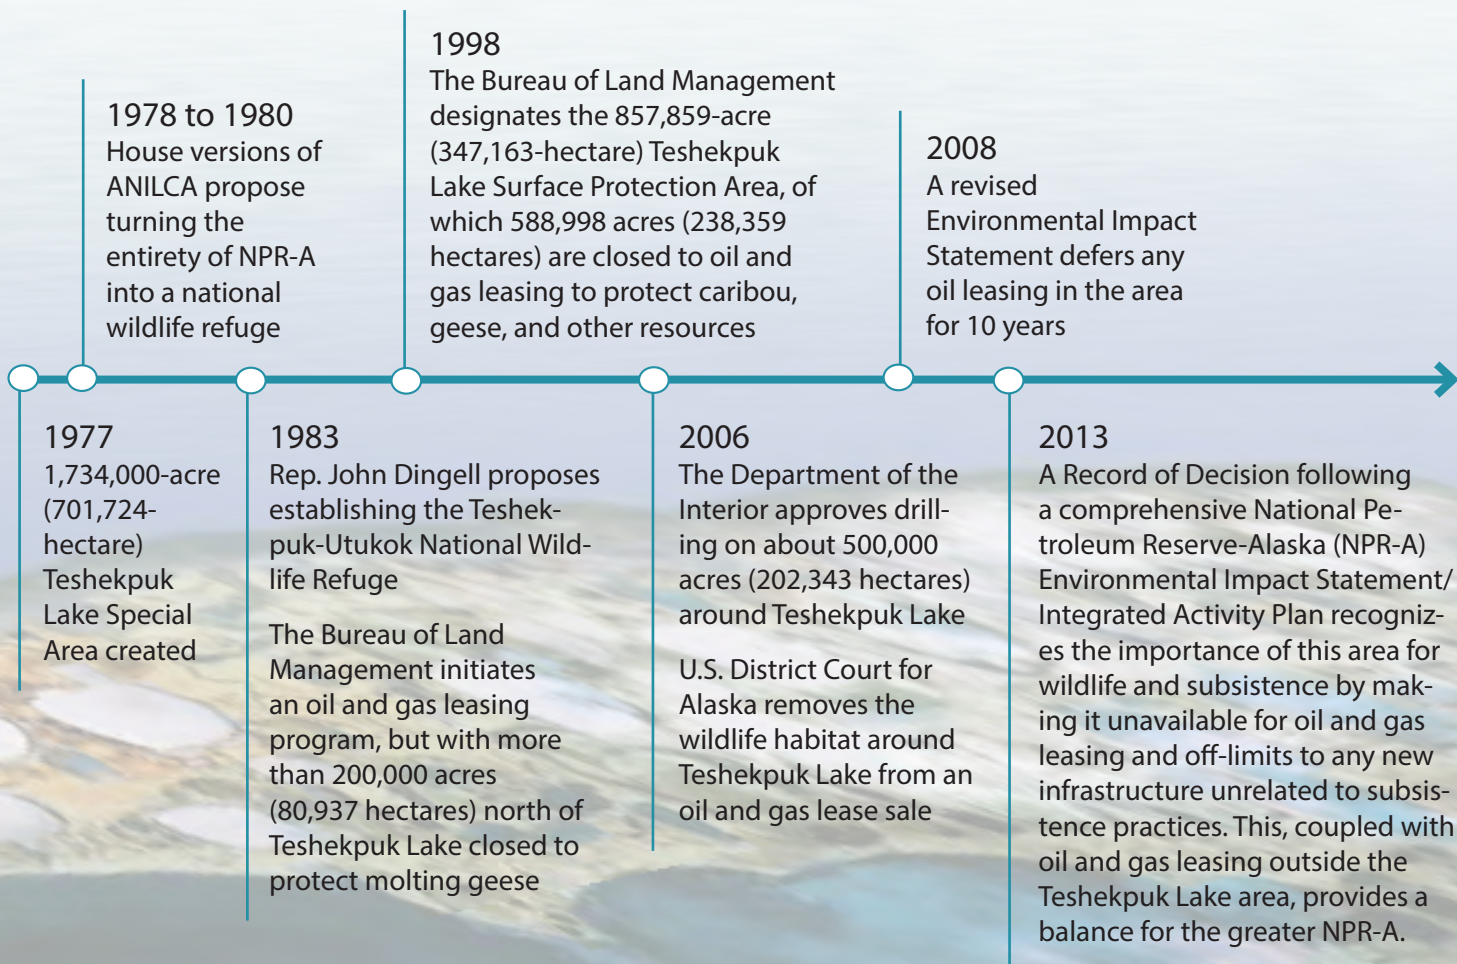 1977
1,734,000-acre
(701,724-
hectare)
Teshekpuk
Lake Special
Area created
1978 to 1980
House versions of
ANILCA propose
turning the
entirety of NPR-A
into a national
wildlife refuge
1983
Rep. John Dingell proposes
establishing the Teshek-
puk-Utukok National Wild-
life Refuge
The Bureau of Land
Management initiates
an oil and gas leasing
program, but with more
than 200,000 acres
(80,937 hectares) north of
Teshekpuk Lake closed to
protect molting geese
1998
The Bureau of Land Management
designates the 857,859-acre
(347,163-hectare) Teshekpuk
Lake Surface Protection Area, of
which 588,998 acres (238,359
hectares) are closed to oil and
gas leasing to protect caribou,
geese, and other resources
2006
The Department of the
Interior approves drill-
ing on about 500,000
acres (202,343 hectares)
around Teshekpuk Lake
U.S. District Court for
Alaska removes the
wildlife habitat around
Teshekpuk Lake from an
oil and gas lease sale
2008
A revised
Environmental Impact
Statement defers any
oil leasing in the area
for 10 years
2013
A Record of Decision following
a comprehensive National Pe-
troleum Reserve-Alaska (NPR-A)
Environmental Impact Statement/
Integrated Activity Plan recogniz-
es the importance of this area for
wildlife and subsistence by mak-
ing it unavailable for oil and gas
leasing and off-limits to any new
infrastructure unrelated to subsis-
tence practices. This, coupled with
oil and gas leasing outside the
Teshekpuk Lake area, provides a
balance for the greater NPR-A.